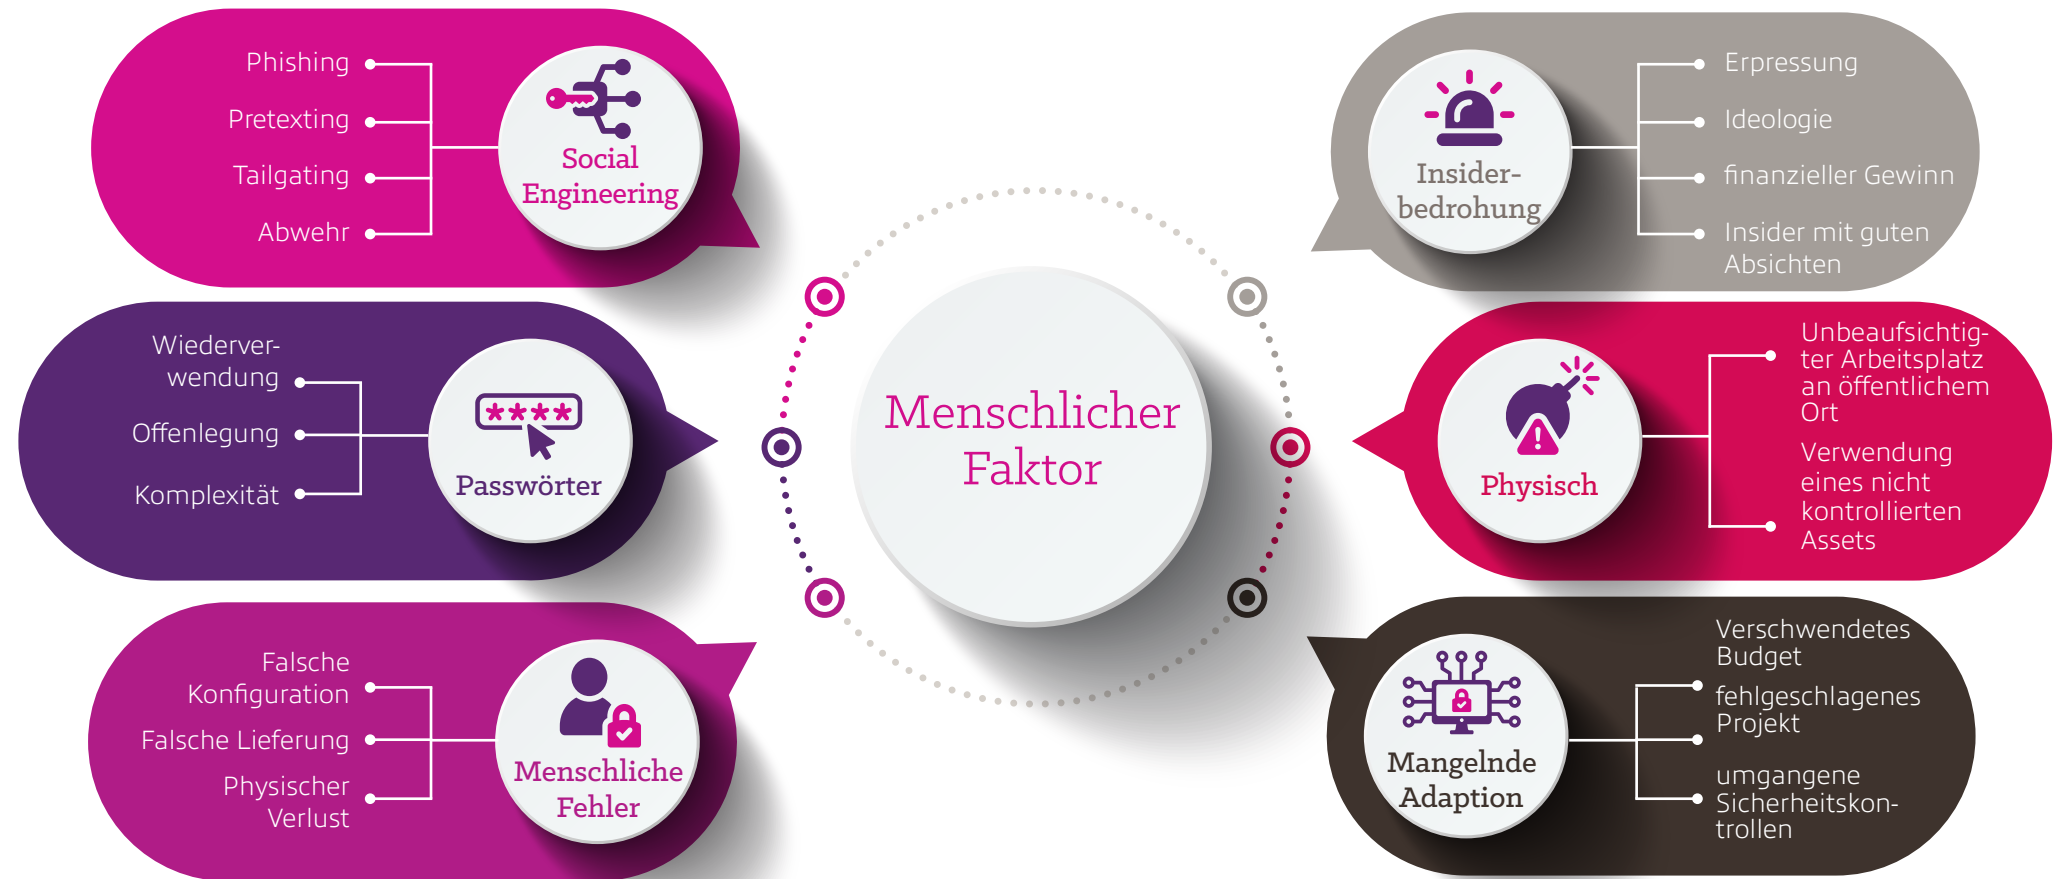 Phishing
Pretexting
Tailgating
Abwehr
Social
Engineering
Wiederver-
wendung
Offenlegung
Komplexität
****
Passwörter
Falsche
Konfiguration
Falsche Lieferung
Physischer
Verlust
Menschliche
Fehler
Menschlicher
Faktor
Insider-
bedrohung
Erpressung
Ideologie
finanzieller Gewinn
Insider mit guten
Absichten
Physisch
Unbeaufsichtig-
ter Arbeitsplatz
an öffentlichem
Ort
Verwendung
eines nicht
kontrollierten
Assets
Mangelnde
Adaption
Verschwendetes
Budget
fehlgeschlagenes
Projekt
umgangene
Sicherheitskon-
trollen